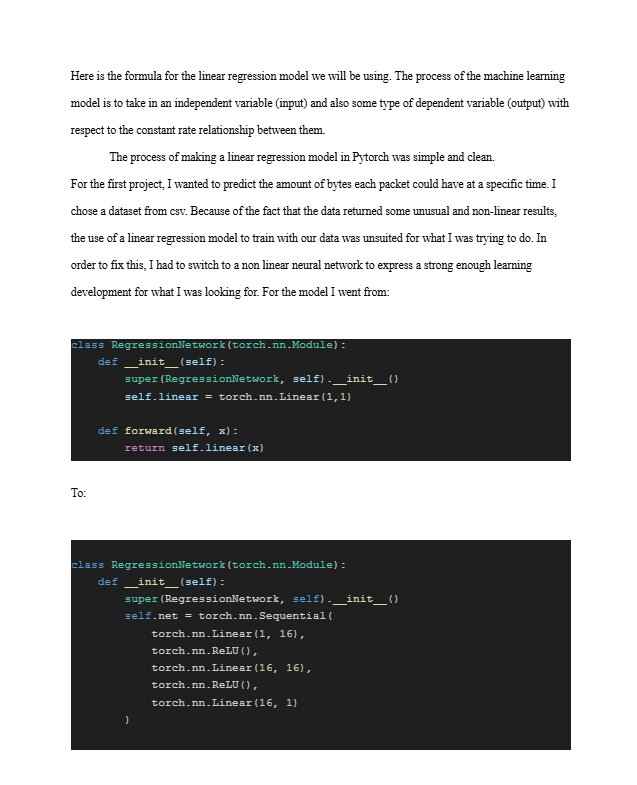 Here is the formula for the linear regression model we will be using. The process of the machine learning
model is to take in an independent variable (input) and also some type of dependent variable (output) with
respect to the constant rate relationship between them.
The process of making a linear regression model in Pytorch was simple and clean.
For the first project, I wanted to predict the amount of bytes each packet could have at a specific time. I
chose a dataset from csv. Because of the fact that the data returned some unusual and non-linear results,
the use of a linear regression model to train with our data was unsuited for what I was trying to do. In
order to fix this, I had to switch to a non linear neural network to express a strong enough learning
development for what I was looking for. For the model I went from:
class RegressionNetwork(torch.nn.Module):
    def __init__(self):
        super(RegressionNetwork, self).__init__()
        self.linear = torch.nn.Linear(1,1)
    def forward(self, x):
        return self.linear(x)
To:
class RegressionNetwork(torch.nn.Module):
    def __init__(self):
        super(RegressionNetwork, self).__init__()
        self.net = torch.nn.Sequential(
            torch.nn.Linear(1, 16),
            torch.nn.ReLU(),
            torch.nn.Linear(16, 16),
            torch.nn.ReLU(),
            torch.nn.Linear(16, 1)
        )